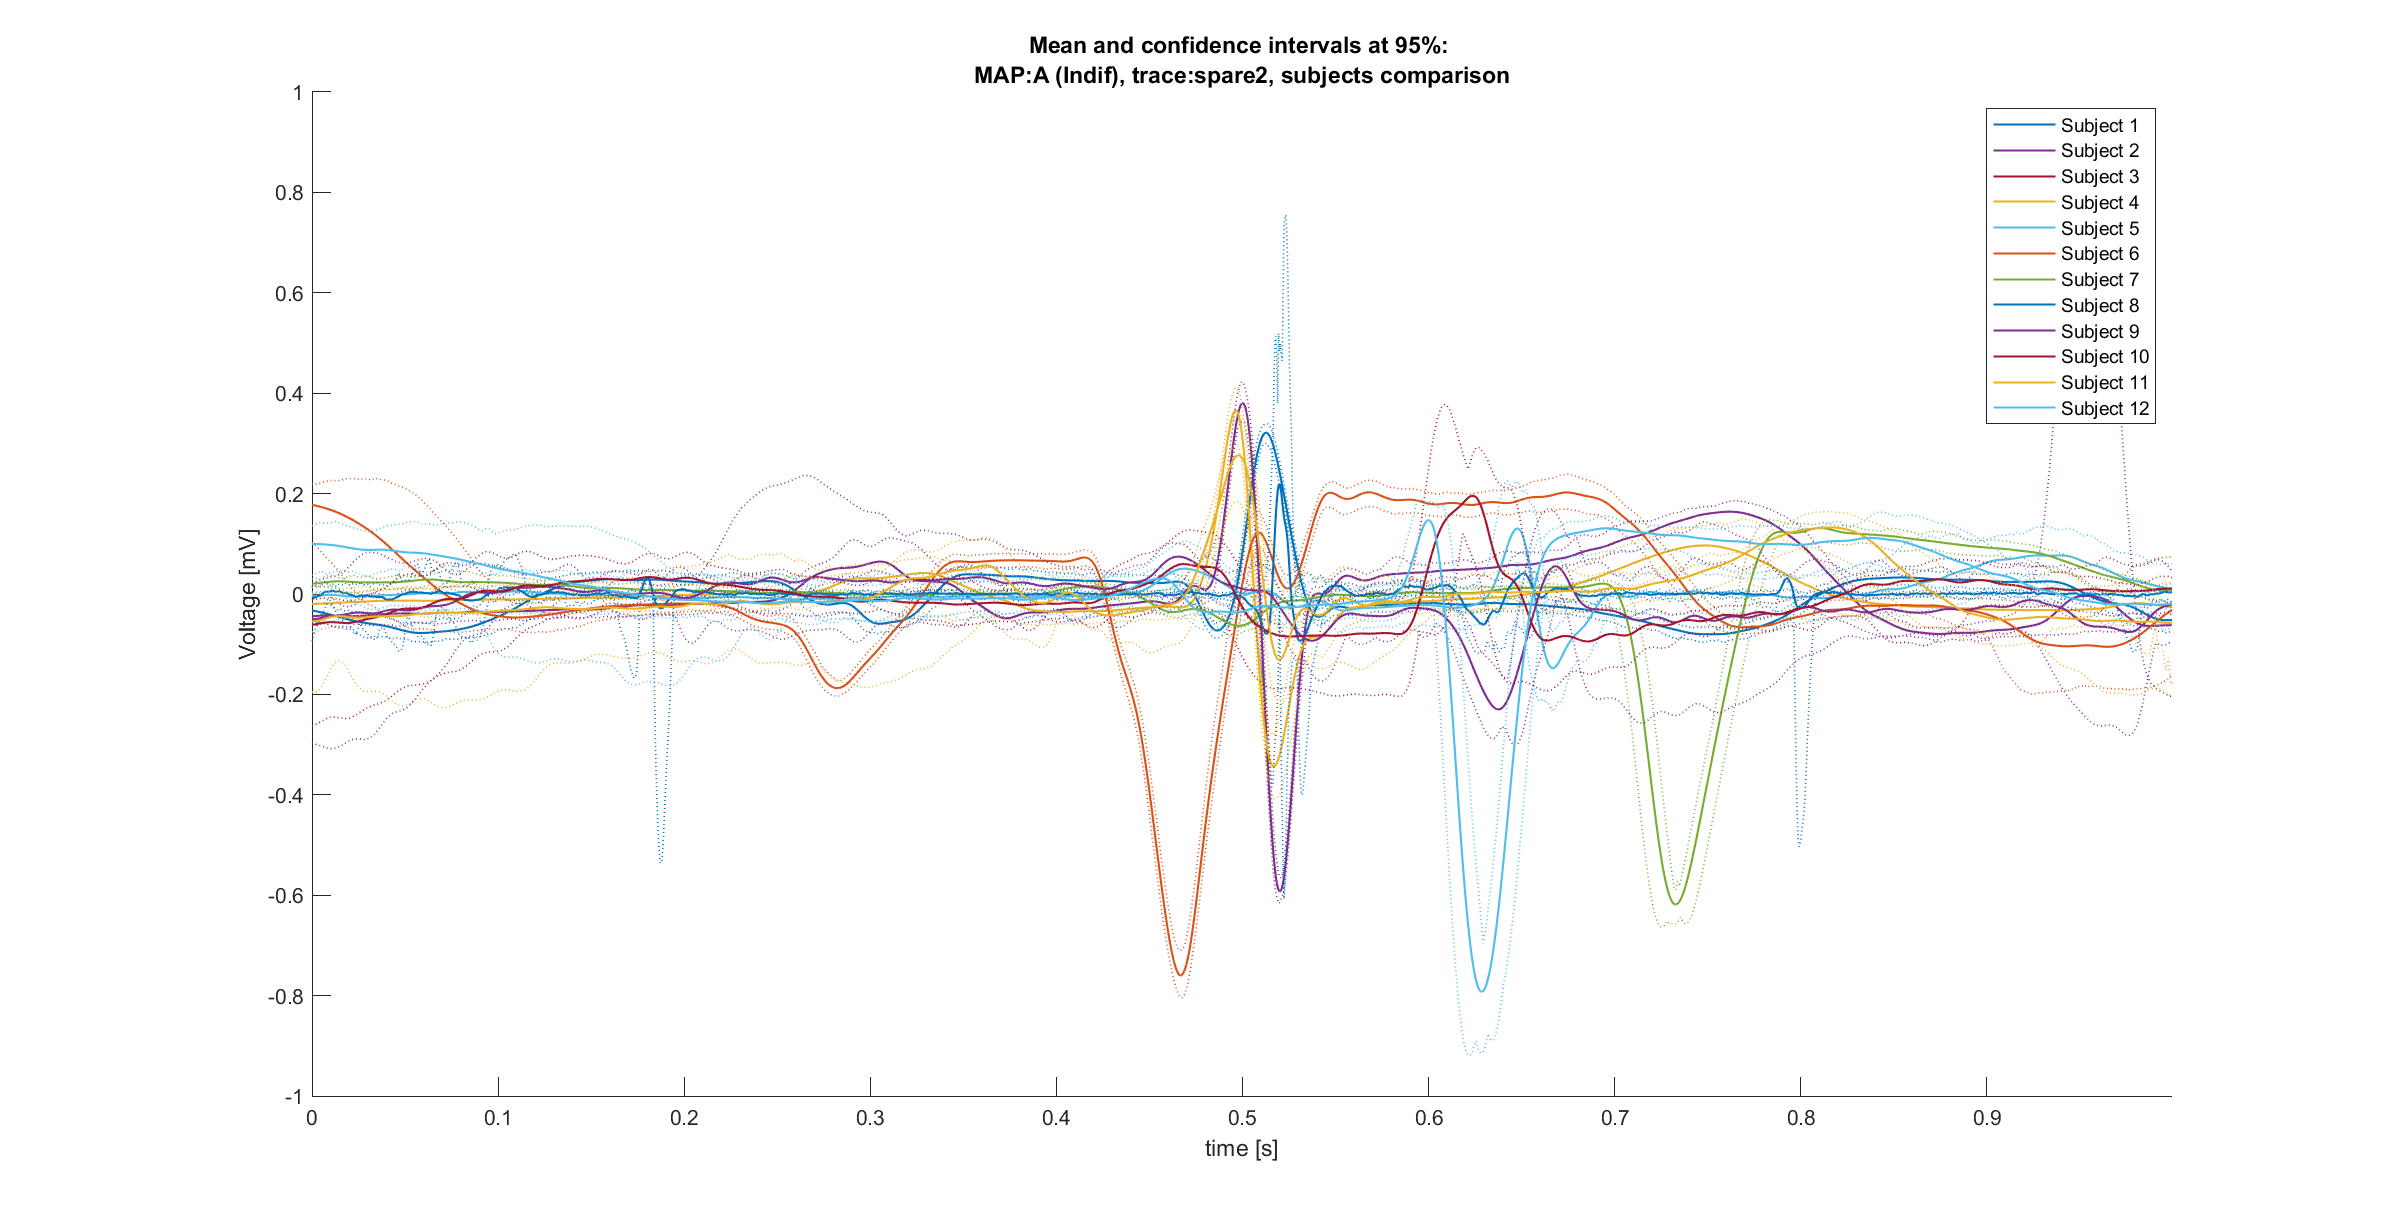 Mean and confidence intervals at 95%:
MAP:A (Indif), trace:spare2, subjects comparison
1
0.8
0.6
0.4
0.2
0
-0.2
-0.4
-0.6
-0.8
-1
Voltage [mV]
Subject 1
Subject 2
Subject 3
Subject 4
Subject 5
Subject 6
Subject 7
Subject 8
Subject 9
Subject 10
Subject 11
Subject 12
0 0.1 0.2 0.3 0.4 0.5 0.6 0.7 0.8 0.9
time [s]